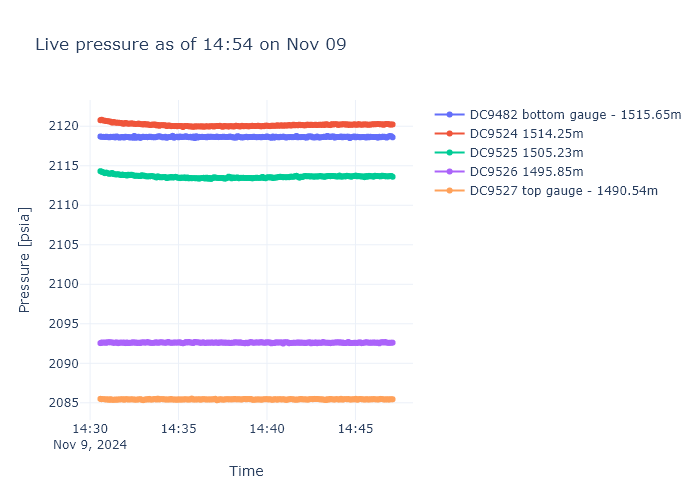 Live pressure as of 14:54 on Nov 09
Pressure [psia]
2120
2115
2110
2105
2100
2095
2090
2085
14:30
Nov 9, 2024
14:35
14:40
14:45
Time
DC9482 bottom gauge - 1515.65m
DC9524 1514.25m
DC9525 1505.23m
DC9526 1495.85m
DC9527 top gauge - 1490.54m